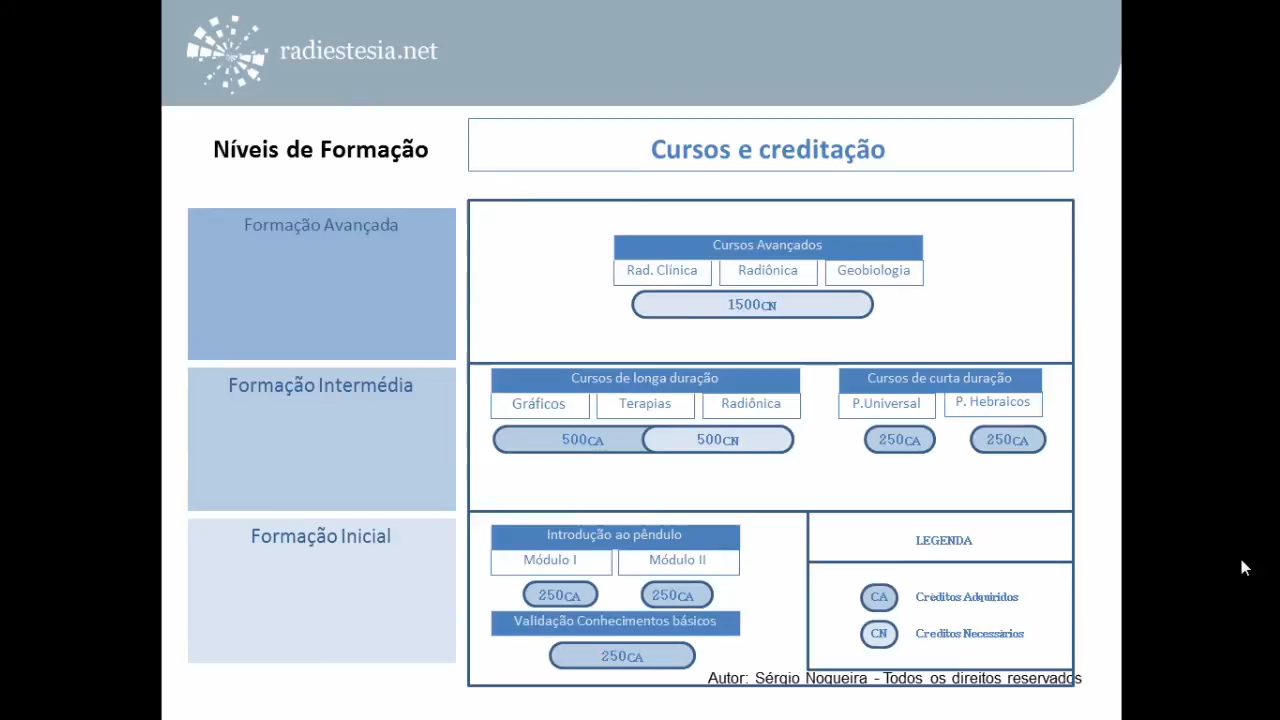 radiestesia.net
Níveis de Formação
Cursos e creditação
Formação Avançada
Cursos Avançados
Rad. Clínica
Radiônica
Geobiologia
1500CN
Formação Intermédia
Cursos de longa duração
Gráficos
Terapias
Radiônica
500CA
500CN
Cursos de curta duração
P.Universal
P. Hebraicos
250CA
250CA
Formação Inicial
Introdução ao pêndulo
Módulo I
Módulo II
250CA
250CA
Validação Conhecimentos básicos
250CA
LEGENDA
CA
Crèditos Adquiridos
CN
Creditos Necessários
Autor: Sérgio Nogueira - Todos os direitos reservados